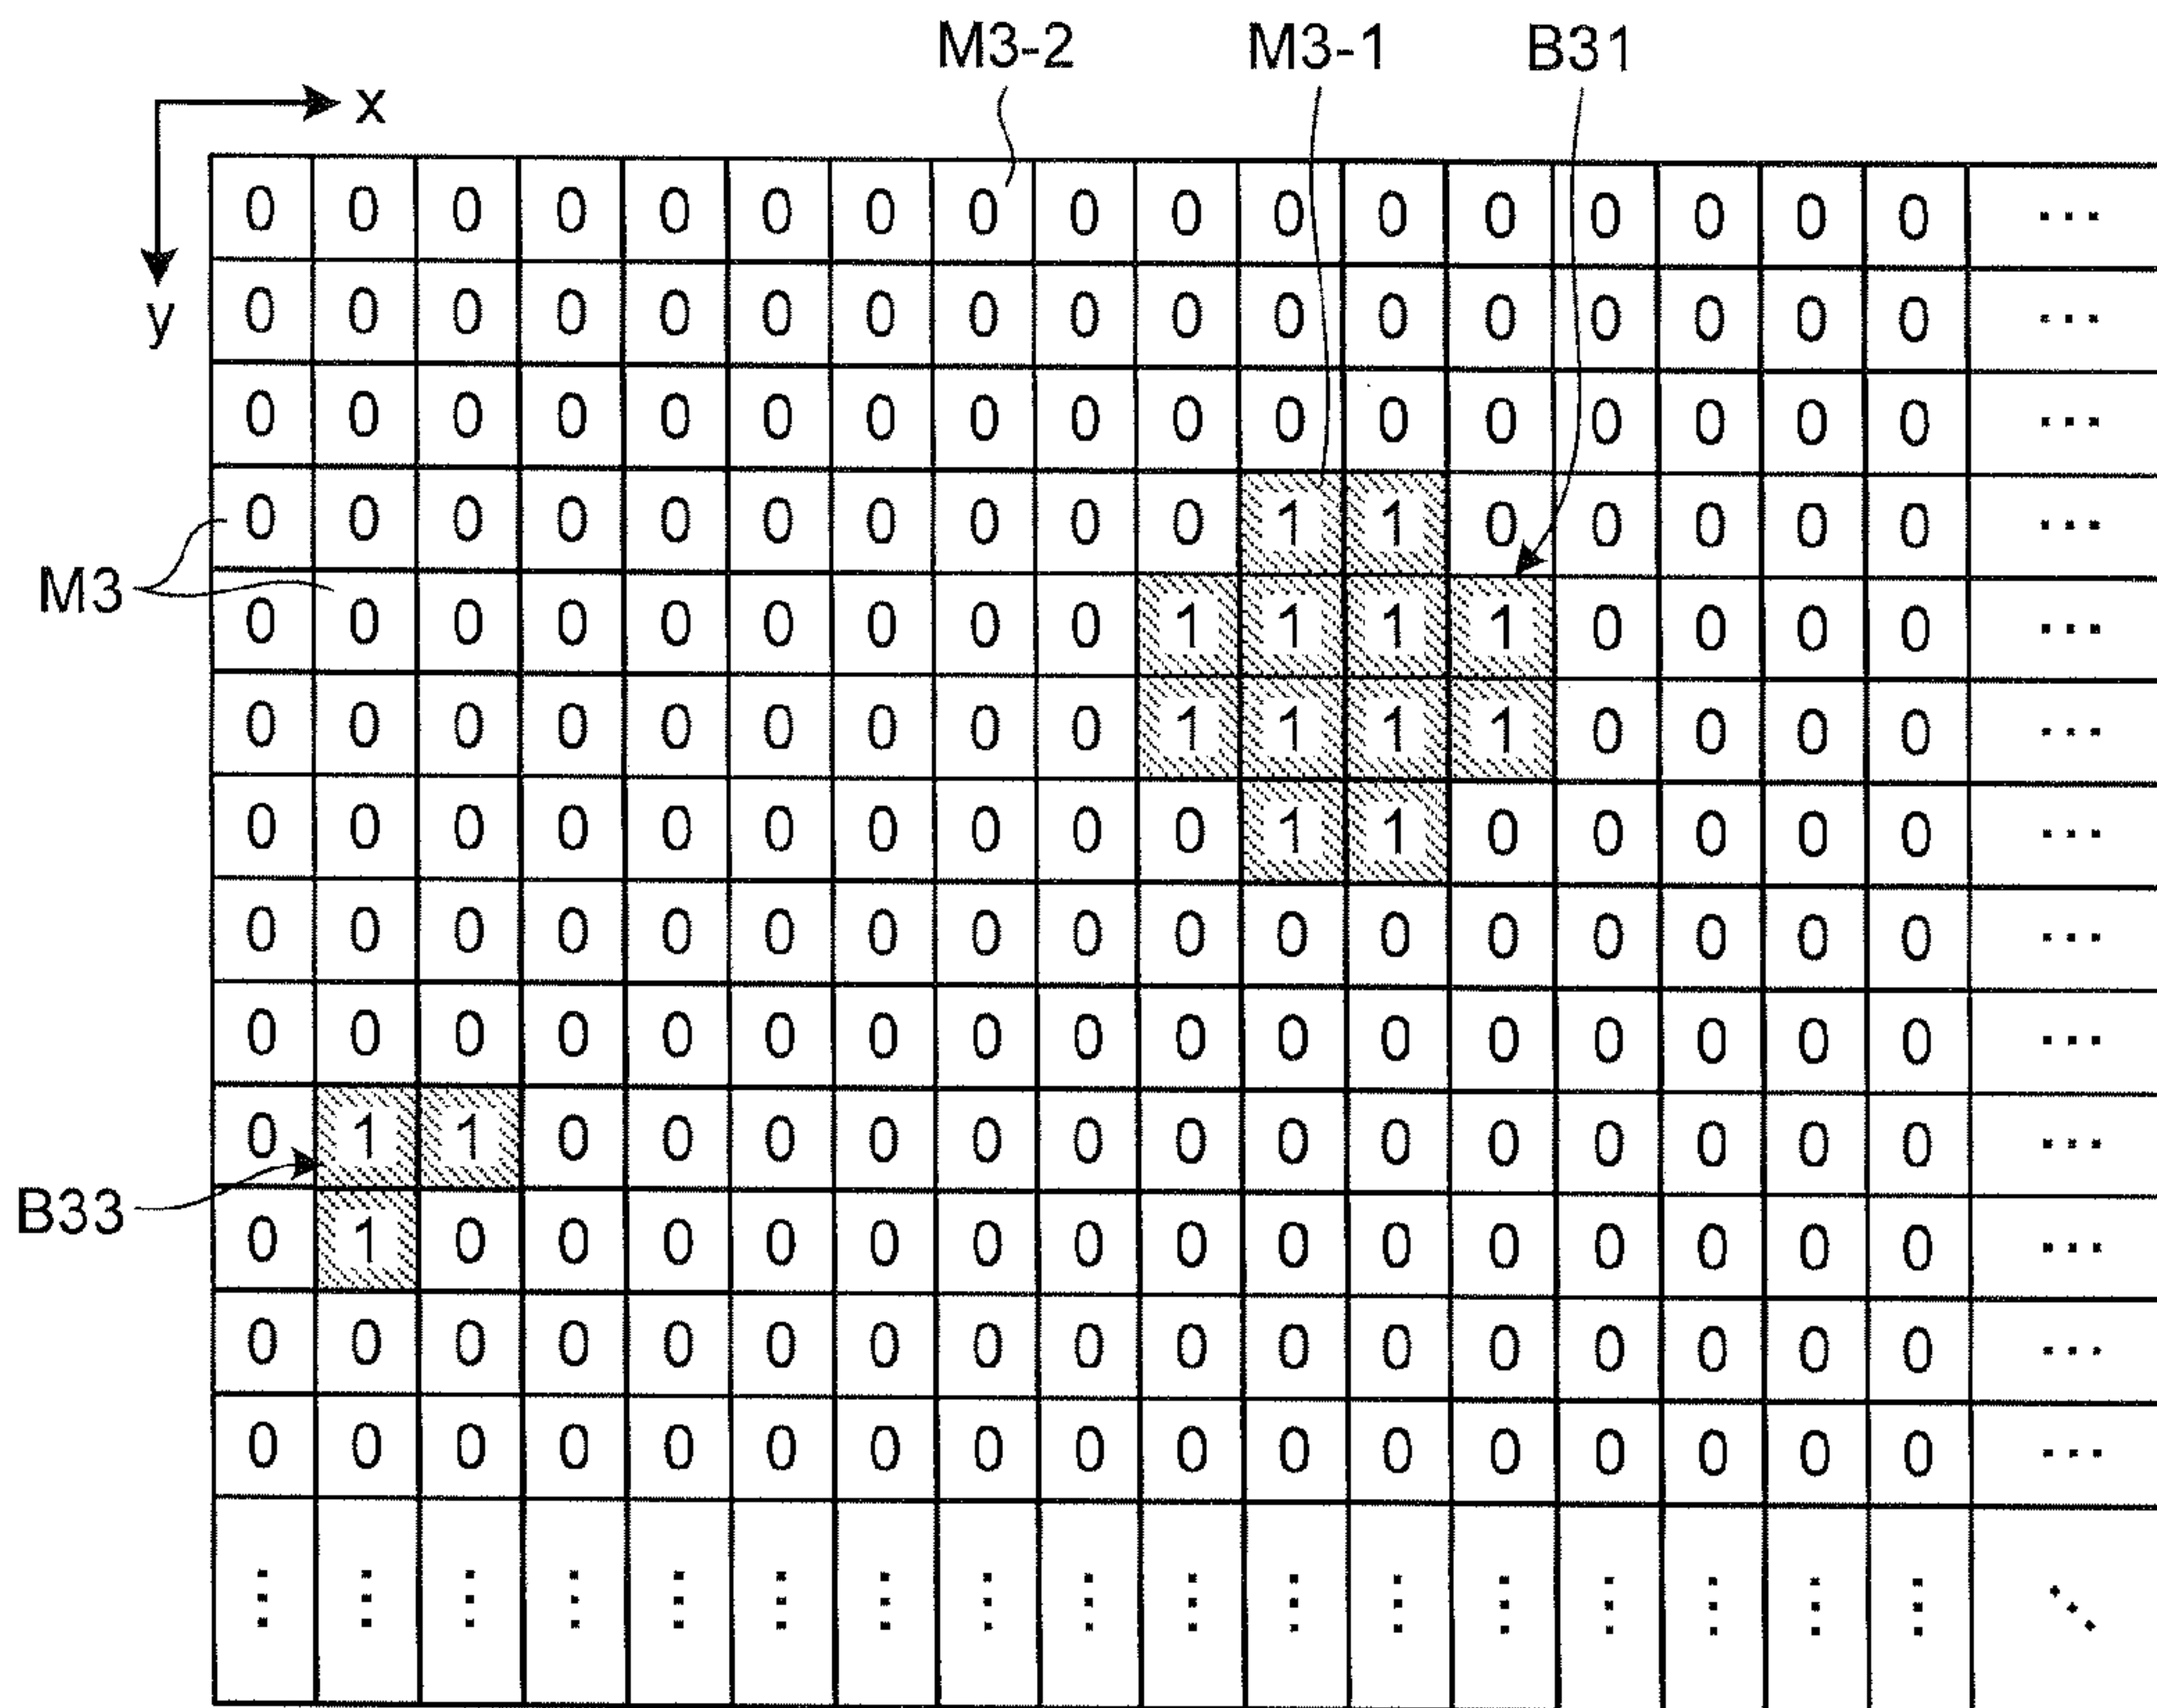 M3-2 M3-1 B31
x
y
0 0 0 0 0 0 0 0 0 0 0 0 0 0 0 0 0 ...
0 0 0 0 0 0 0 0 0 0 0 0 0 0 0 0 0 ...
0 0 0 0 0 0 0 0 0 0 0 0 0 0 0 0 0 ...
0 0 0 0 0 0 0 0 0 0 1 1 0 0 0 0 0 ...
M3
0 0 0 0 0 0 0 0 0 1 1 1 1 0 0 0 0 ...
0 0 0 0 0 0 0 0 0 1 1 1 1 0 0 0 0 ...
0 0 0 0 0 0 0 0 0 0 1 1 0 0 0 0 0 ...
0 0 0 0 0 0 0 0 0 0 0 0 0 0 0 0 0 ...
0 0 0 0 0 0 0 0 0 0 0 0 0 0 0 0 0 ...
0 1 1 0 0 0 0 0 0 0 0 0 0 0 0 0 0 ...
B33
0 1 0 0 0 0 0 0 0 0 0 0 0 0 0 0 0 ...
0 0 0 0 0 0 0 0 0 0 0 0 0 0 0 0 0 ...
0 0 0 0 0 0 0 0 0 0 0 0 0 0 0 0 0 ...
⋮ ⋮ ⋮ ⋮ ⋮ ⋮ ⋮ ⋮ ⋮ ⋮ ⋮ ⋮ ⋮ ⋮ ⋮ ⋮ ⋮ ⋱